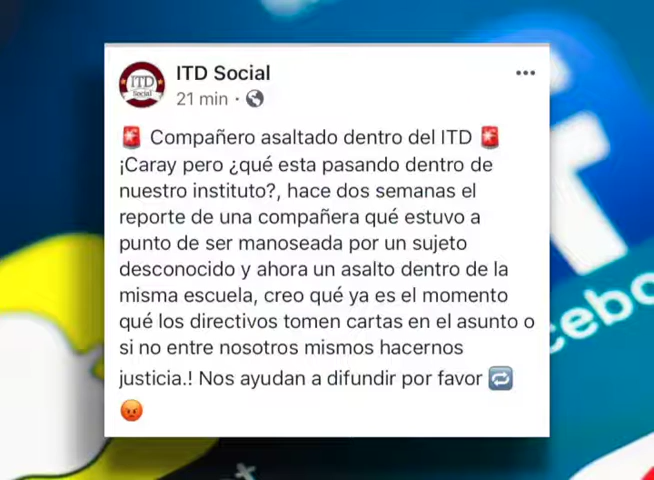 ITD
Social
ITD Social
21 min ·
🚨 Compañero asaltado dentro del ITD 🚨
¡Caray pero ¿qué esta pasando dentro de
nuestro instituto?, hace dos semanas el
reporte de una compañera qué estuvo a
punto de ser manoseada por un sujeto
desconocido y ahora un asalto dentro de la
misma escuela, creo qué ya es el momento
qué los directivos tomen cartas en el asunto o
si no entre nosotros mismos hacernos
justicia.! Nos ayudan a difundir por favor 🔁
😡
cebo